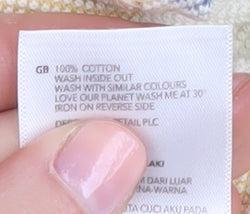 GB 100% COTTON
WASH INSIDE OUT
WASH WITH SIMILAR COLOURS
LOVE OUR PLANET WASH ME AT 30°
IRON ON REVERSE SIDE
RETAIL PLC
DARI LUAR
WARNA-WARNA
CUCI AKU PADA